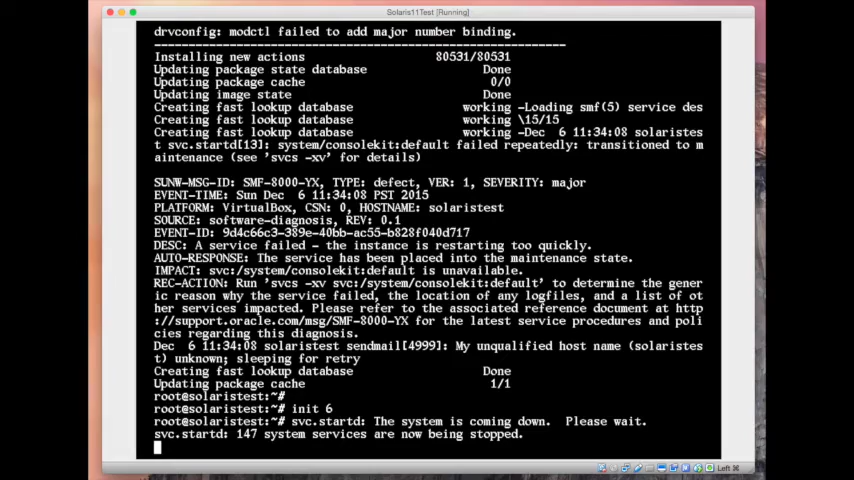 Solaris11Test [Running]
drvconfig: modctl failed to add major number binding.
------------------------------------------------------------
Installing new actions 80531/80531
Updating package state database Done
Updating package cache 0/0
Updating image state Done
Creating fast lookup database working -Loading smf(5) service des
Creating fast lookup database working \15/15
Creating fast lookup database working -Dec  6 11:34:08 solaristes
t svc.startd[13]: system/consolekit:default failed repeatedly: transitioned to m
aintenance (see 'svcs -xv' for details)
SUNW-MSG-ID: SMF-8000-YX, TYPE: defect, VER: 1, SEVERITY: major
EVENT-TIME: Sun Dec  6 11:34:08 PST 2015
PLATFORM: VirtualBox, CSN: 0, HOSTNAME: solaristest
SOURCE: software-diagnosis, REV: 0.1
EVENT-ID: 9d4c66c3-389e-40bb-ac55-b828f040d717
DESC: A service failed - the instance is restarting too quickly.
AUTO-RESPONSE: The service has been placed into the maintenance state.
IMPACT: svc:/system/consolekit:default is unavailable.
REC-ACTION: Run 'svcs -xv svc:/system/consolekit:default' to determine the gener
ic reason why the service failed, the location of any logfiles, and a list of ot
her services impacted. Please refer to the associated reference document at http
://support.oracle.com/msg/SMF-8000-YX for the latest service procedures and poli
cies regarding this diagnosis.
Dec  6 11:34:08 solaristest sendmail[4999]: My unqualified host name (solaristes
t) unknown; sleeping for retry
Creating fast lookup database Done
Updating package cache 1/1
root@solaristest:~#
root@solaristest:~# init 6
root@solaristest:~# svc.startd: The system is coming down.  Please wait.
svc.startd: 147 system services are now being stopped.
Left ⌘